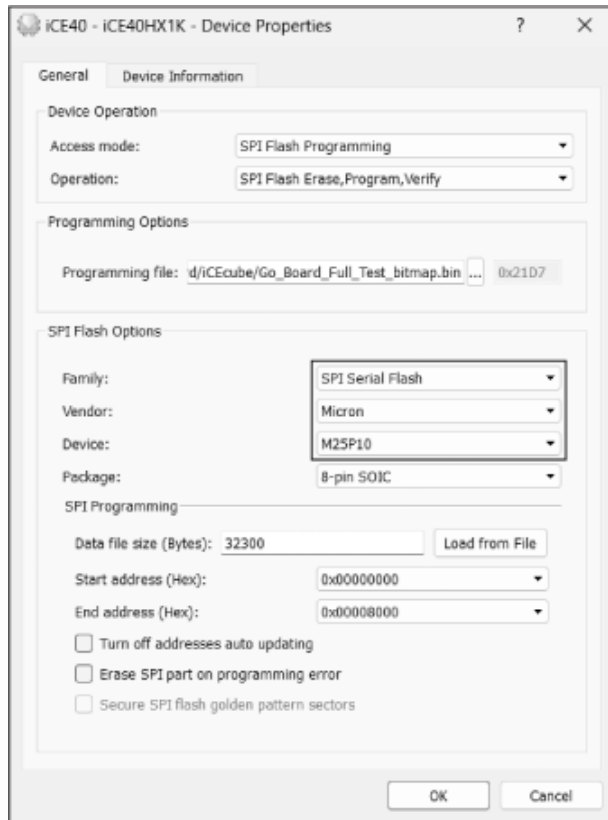 iCE40 - iCE40HX1K - Device Properties ?
General Device Information
Device Operation
Access mode: SPI Flash Programming
Operation: SPI Flash Erase,Program,Verify
Programming Options
Programming file: d/iCEcube/Go_Board_Full_Test_bitmap.bin ... 0x21D7
SPI Flash Options
Family: SPI Serial Flash
Vendor: Micron
Device: M25P10
Package: 8-pin SOIC
SPI Programming
Data file size (Bytes): 32300 Load from File
Start address (Hex): 0x00000000
End address (Hex): 0x00008000
Turn off addresses auto updating
Erase SPI part on programming error
Secure SPI flash golden pattern sectors
OK Cancel